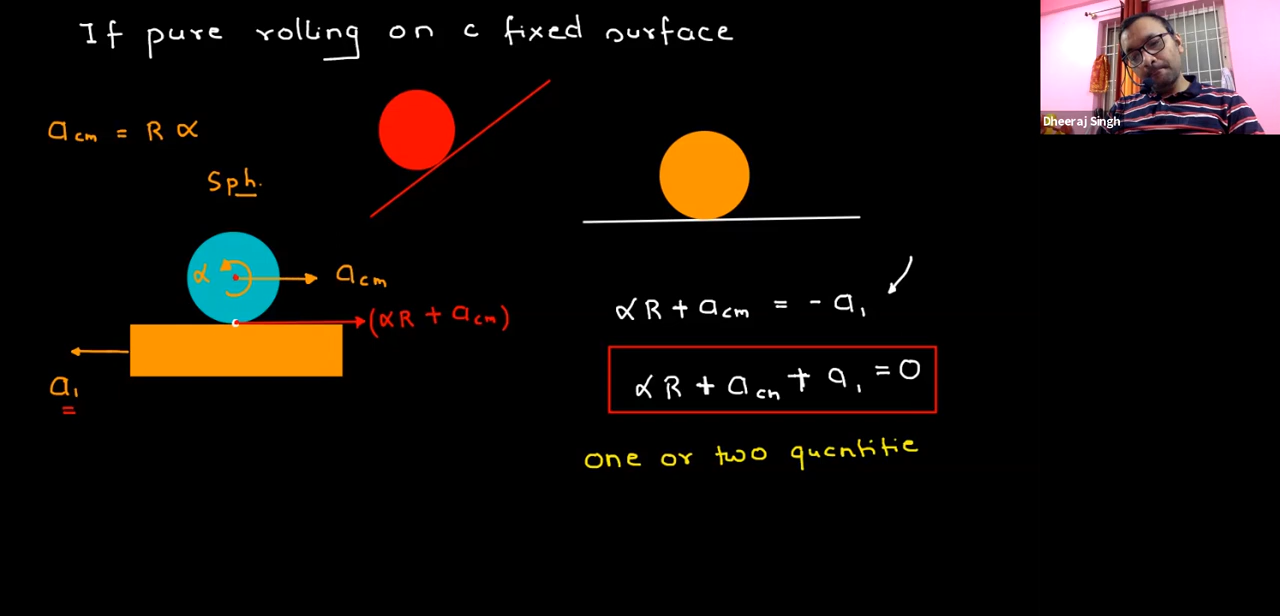 If pure rolling on c fixed surface
Dheeraj Singh
acm = R α
Sph.
α
acm
(αR + acm)
a1
αR + acm = - a1
αR + acn + a1 = 0
one or two quantitie